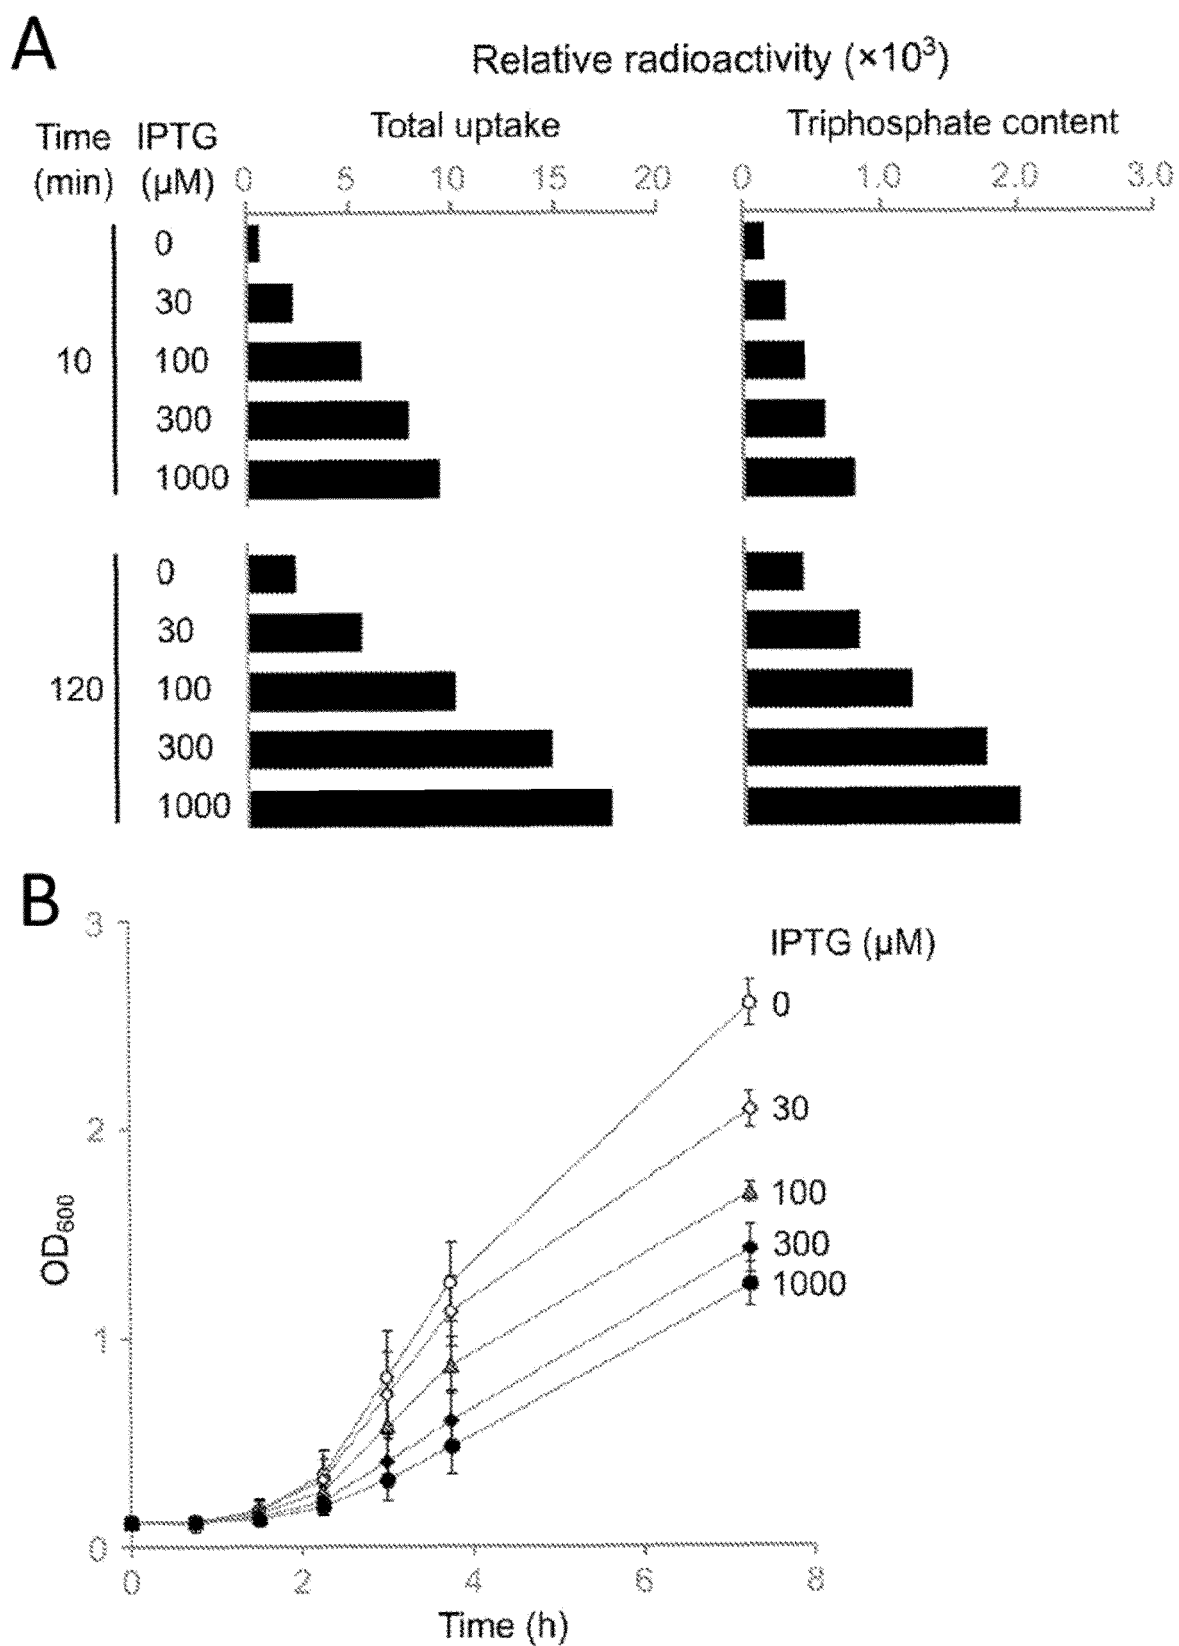 A
Relative radioactivity (×10³)
Time IPTG Total uptake Triphosphate content
(min) (µM) 0 5 10 15 20 0 1.0 2.0 3.0
0
30
10 100
300
1000
0
30
120 100
300
1000
B
3
IPTG (µM)
0
30
2
100
300
1000
OD₆₀₀
1
0
0 2 4 6 8
Time (h)